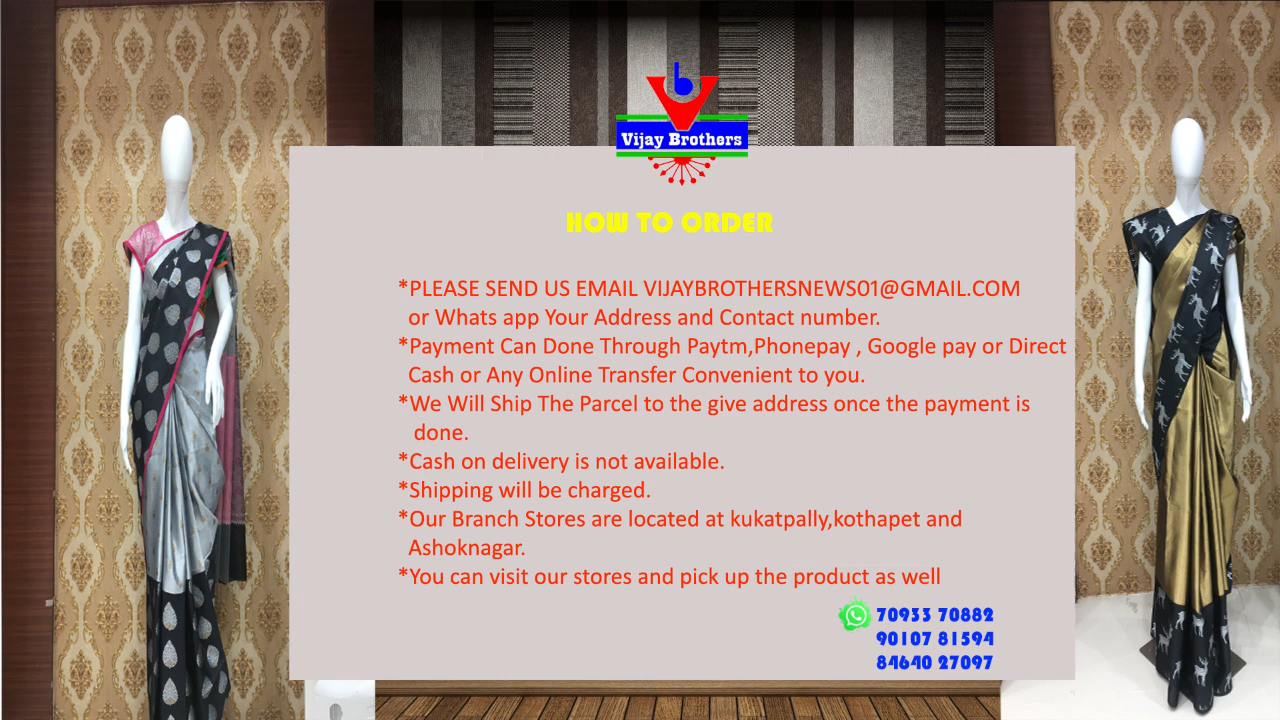 b
Vijay Brothers
HOW TO ORDER
*PLEASE SEND US EMAIL VIJAYBROTHERSNEWS01@GMAIL.COM
or Whats app Your Address and Contact number.
*Payment Can Done Through Paytm,Phonepay , Google pay or Direct
Cash or Any Online Transfer Convenient to you.
*We Will Ship The Parcel to the give address once the payment is
done.
*Cash on delivery is not available.
*Shipping will be charged.
*Our Branch Stores are located at kukatpally,kothapet and
Ashoknagar.
*You can visit our stores and pick up the product as well
70933 70882
90107 81594
84640 27097